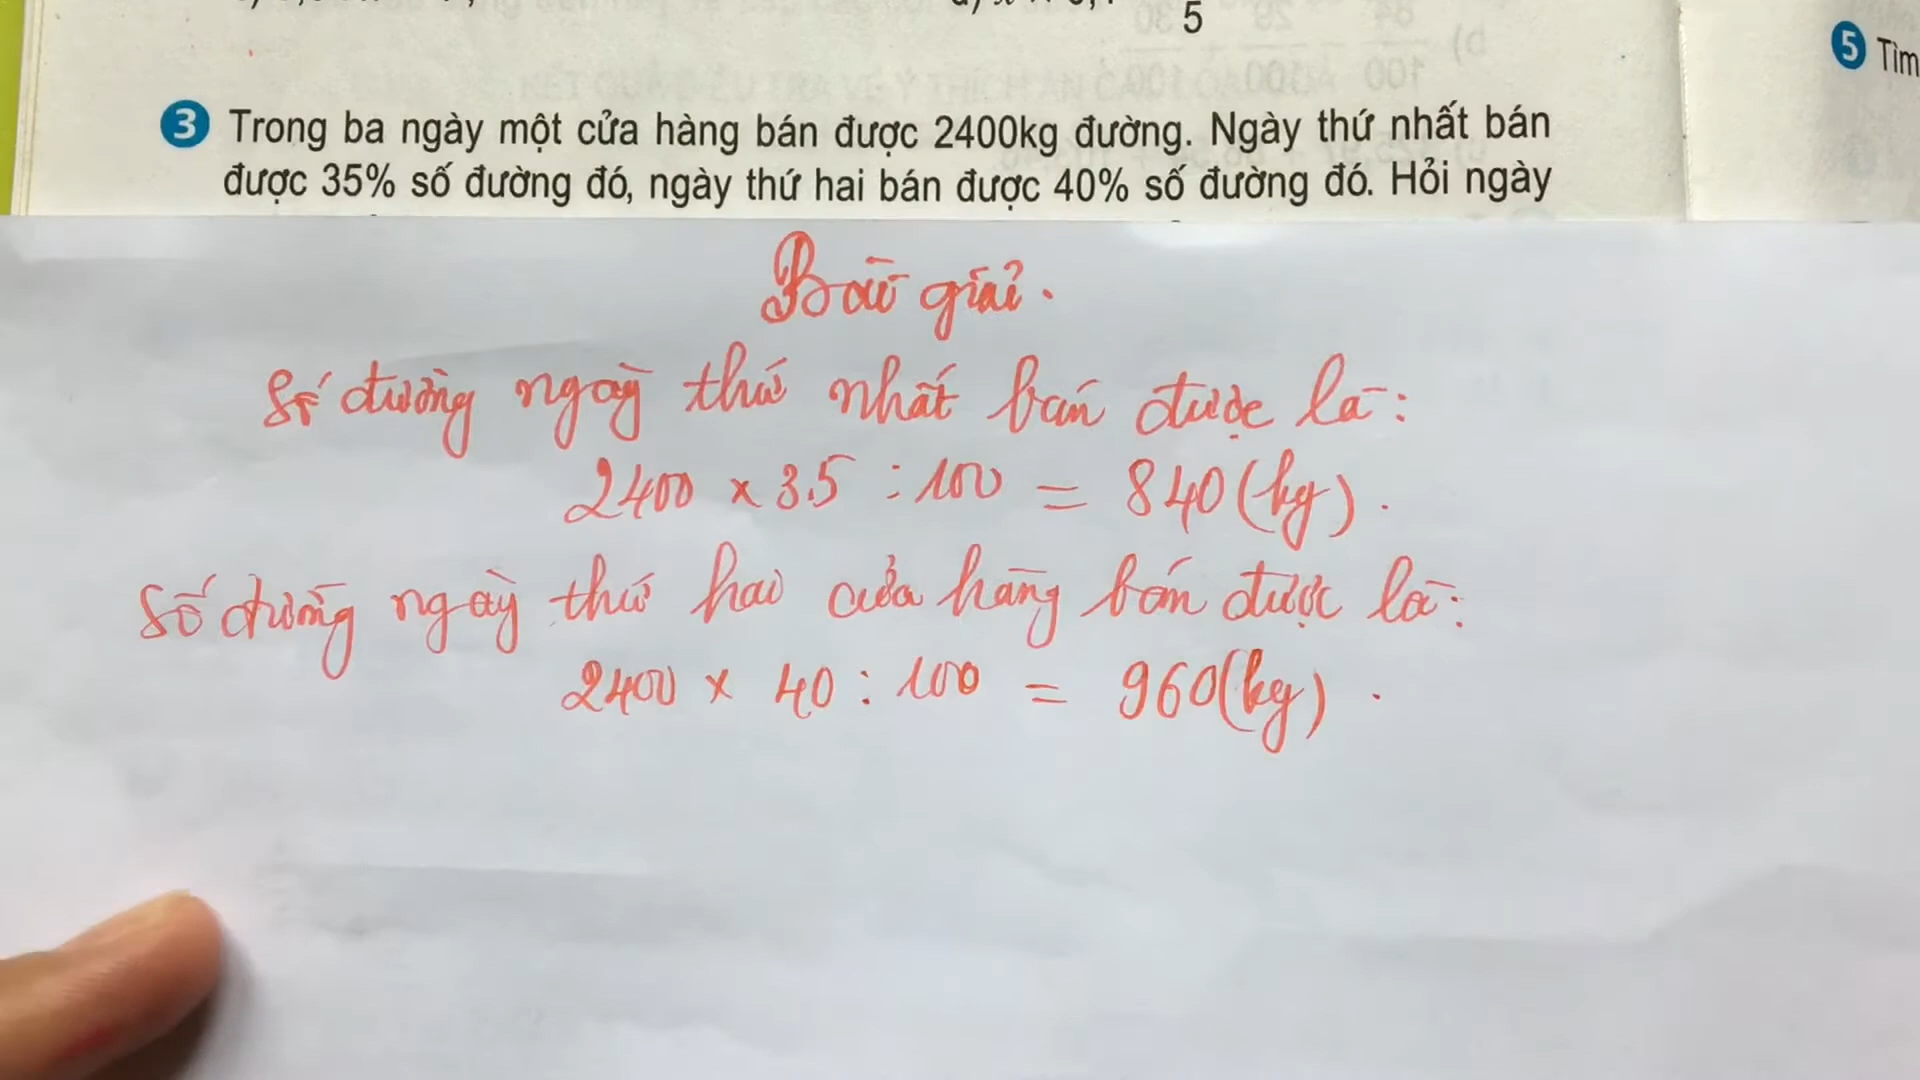 5
5 Tìm
3 Trong ba ngày một cửa hàng bán được 2400kg đường. Ngày thứ nhất bán
được 35% số đường đó, ngày thứ hai bán được 40% số đường đó. Hỏi ngày
Bài giải.
Số đường ngày thứ nhất bán được là:
2400 x 35 : 100 = 840 (kg).
Số đường ngày thứ hai cửa hàng bán được là:
2400 x 40 : 100 = 960 (kg).